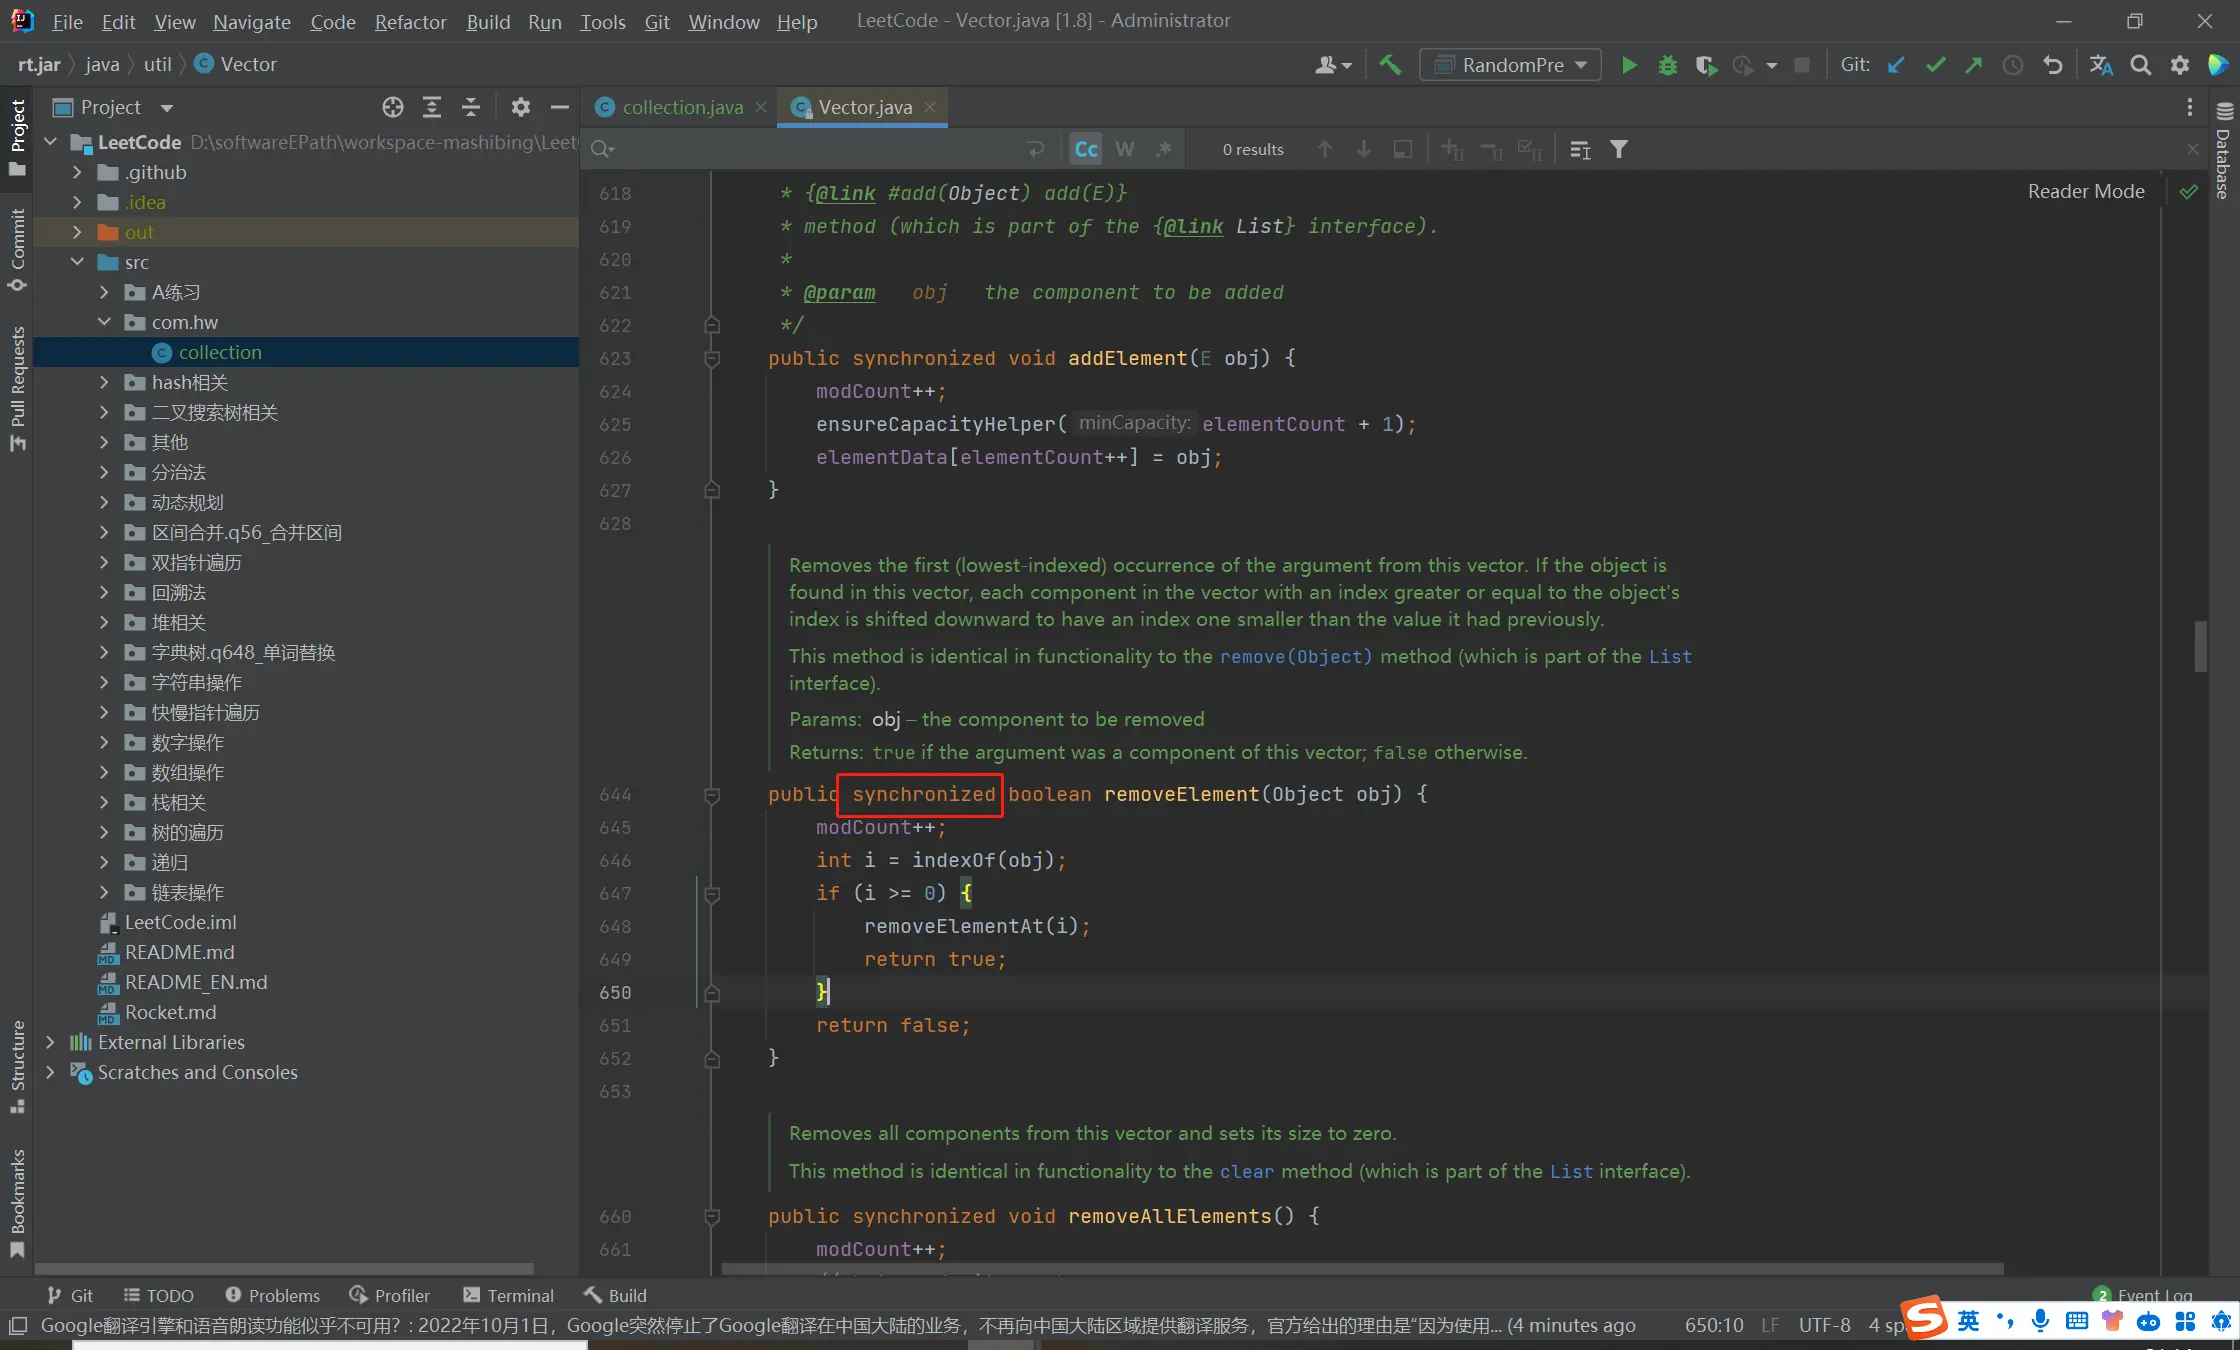 File Edit View Navigate Code Refactor Build Run Tools Git Window Help LeetCode - Vector.java [1.8] - Administrator
rt.jar java util Vector RandomPre Git:
Project
collection.java Vector.java
Cc W .* 0 results
Project
Commit
Pull Requests
Structure
Bookmarks
Database
LeetCode D:\softwareEPath\workspace-mashibing\Leet
.github
.idea
out
src
A练习
com.hw
collection
hash相关
二叉搜索树相关
其他
分治法
动态规划
区间合并.q56_合并区间
双指针遍历
回溯法
堆相关
字典树.q648_单词替换
字符串操作
快慢指针遍历
数字操作
数组操作
栈相关
树的遍历
递归
链表操作
LeetCode.iml
README.md
README_EN.md
Rocket.md
External Libraries
Scratches and Consoles
Reader Mode
618 * {@link #add(Object) add(E)}
619 * method (which is part of the {@link List} interface).
620 *
621 * @param obj the component to be added
622 */
623 public synchronized void addElement(E obj) {
624 modCount++;
625 ensureCapacityHelper( minCapacity: elementCount + 1);
626 elementData[elementCount++] = obj;
627 }
628
Removes the first (lowest-indexed) occurrence of the argument from this vector. If the object is
found in this vector, each component in the vector with an index greater or equal to the object's
index is shifted downward to have an index one smaller than the value it had previously.
This method is identical in functionality to the remove(Object) method (which is part of the List
interface).
Params: obj – the component to be removed
Returns: true if the argument was a component of this vector; false otherwise.
644 public synchronized boolean removeElement(Object obj) {
645 modCount++;
646 int i = indexOf(obj);
647 if (i >= 0) {
648 removeElementAt(i);
649 return true;
650 }
651 return false;
652 }
653
Removes all components from this vector and sets its size to zero.
This method is identical in functionality to the clear method (which is part of the List interface).
660 public synchronized void removeAllElements() {
661 modCount++;
Git TODO Problems Profiler Terminal Build 2 Event Log
Google翻译引擎和语音朗读功能似乎不可用？: 2022年10月1日，Google突然停止了Google翻译在中国大陆的业务，不再向中国大陆区域提供翻译服务，官方给出的理由是“因为使用... (4 minutes ago 650:10 LF UTF-8 4 sp
S 英